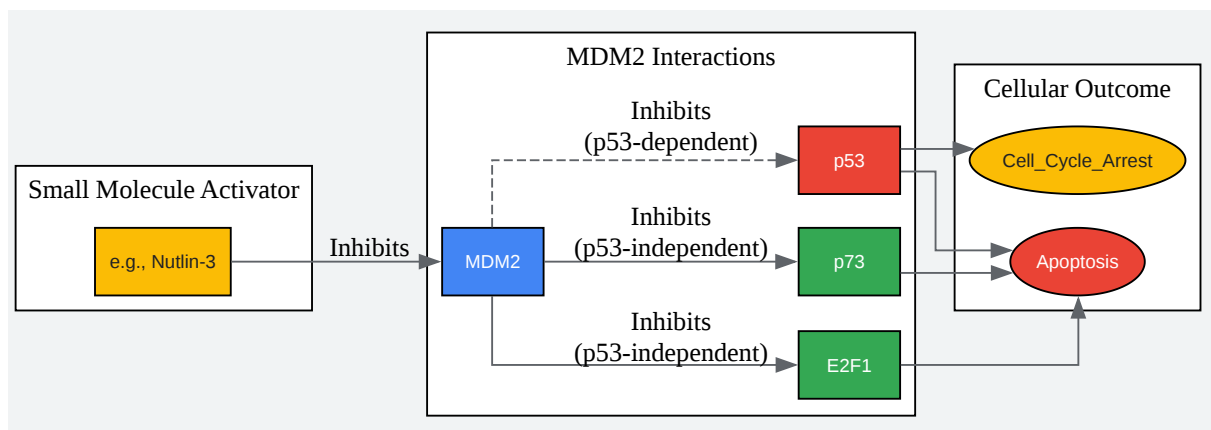 MDM2 Interactions
Cellular Outcome
Small Molecule Activator
Inhibits
(p53-dependent)
p53
Cell_Cycle_Arrest
e.g., Nutlin-3
Inhibits
MDM2
Inhibits
(p53-independent)
p73
Apoptosis
Inhibits
(p53-independent)
E2F1